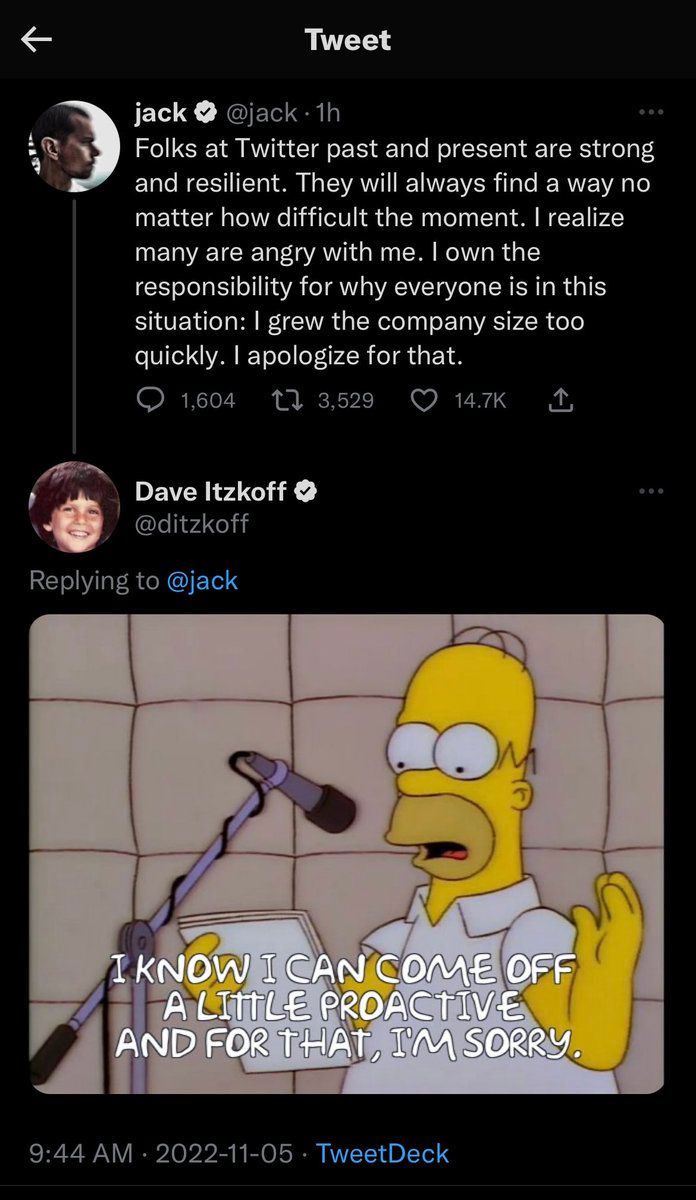 Tweet
jack @jack · 1h
Folks at Twitter past and present are strong
and resilient. They will always find a way no
matter how difficult the moment. I realize
many are angry with me. I own the
responsibility for why everyone is in this
situation: I grew the company size too
quickly. I apologize for that.
1,604 3,529 14.7K
Dave Itzkoff
@ditzkoff
Replying to @jack
I KNOW I CAN COME OFF
A LITTLE PROACTIVE
AND FOR THAT, I'M SORRY.
9:44 AM · 2022-11-05 · TweetDeck